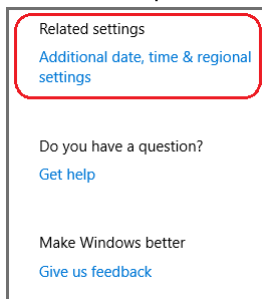 Related settings
Additional date, time & regional
settings
Do you have a question?
Get help
Make Windows better
Give us feedback